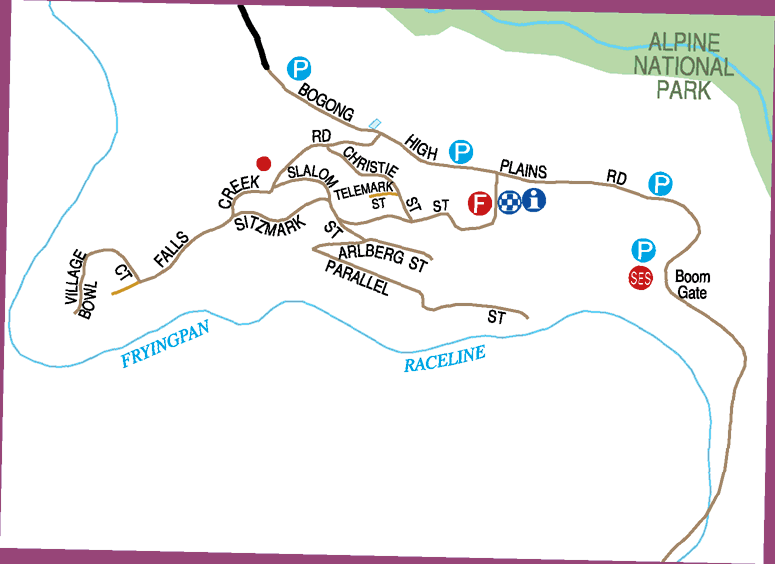 ALPINE
NATIONAL
PARK
P
BOGONG
HIGH
PLAINS
RD
P
P
RD
CHRISTIE
ST
SLALOM
ST
TELEMARK
ST
ST
CREEK
FALLS
SITZMARK
F
i
P
SES
Boom
Gate
ARLBERG ST
PARALLEL
ST
VILLAGE
BOWL
CT
FRYINGPAN
RACELINE